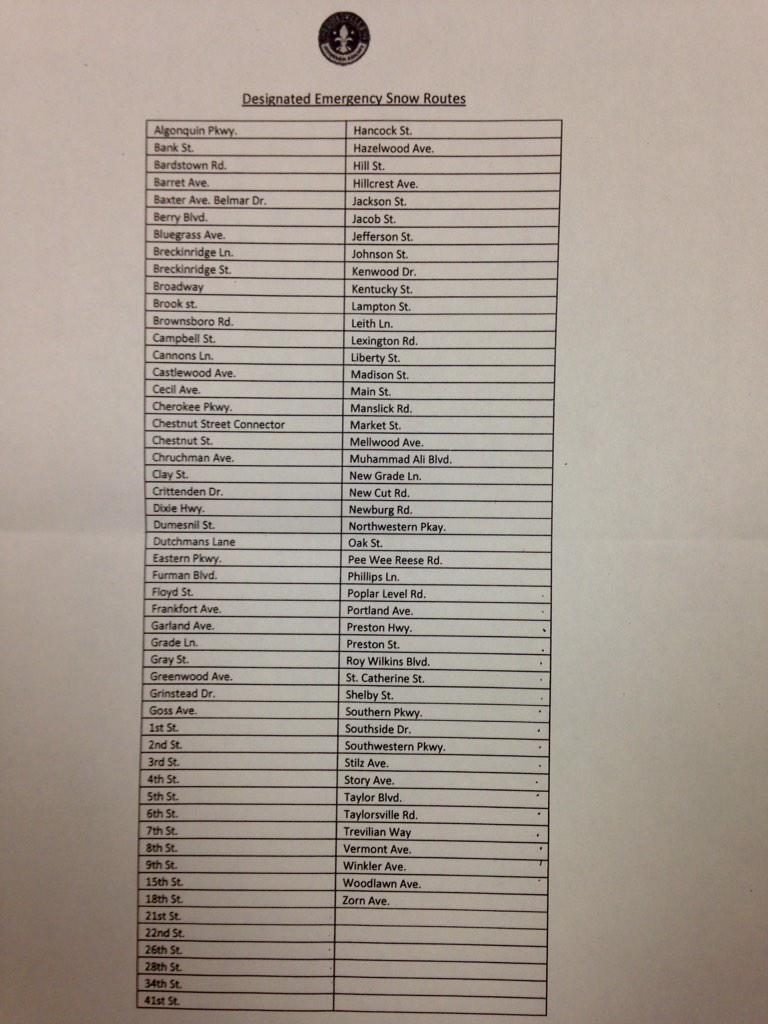 Designated Emergency Snow Routes
Algonquin Pkwy. Hancock St.
Bank St. Hazelwood Ave.
Bardstown Rd. Hill St.
Barret Ave. Hillcrest Ave.
Baxter Ave. Belmar Dr. Jackson St.
Berry Blvd. Jacob St.
Bluegrass Ave. Jefferson St.
Breckinridge Ln. Johnson St.
Breckinridge St. Kenwood Dr.
Broadway Kentucky St.
Brook st. Lampton St.
Brownsboro Rd. Leith Ln.
Campbell St. Lexington Rd.
Cannons Ln. Liberty St.
Castlewood Ave. Madison St.
Cecil Ave. Main St.
Cherokee Pkwy. Manslick Rd.
Chestnut Street Connector Market St.
Chestnut St. Mellwood Ave.
Chruchman Ave. Muhammad Ali Blvd.
Clay St. New Grade Ln.
Crittenden Dr. New Cut Rd.
Dixie Hwy. Newburg Rd.
Dumesnil St. Northwestern Pkay.
Dutchmans Lane Oak St.
Eastern Pkwy. Pee Wee Reese Rd.
Furman Blvd. Phillips Ln.
Floyd St. Poplar Level Rd.
Frankfort Ave. Portland Ave.
Garland Ave. Preston Hwy.
Grade Ln. Preston St.
Gray St. Roy Wilkins Blvd.
Greenwood Ave. St. Catherine St.
Grinstead Dr. Shelby St.
Goss Ave. Southern Pkwy.
1st St. Southside Dr.
2nd St. Southwestern Pkwy.
3rd St. Stilz Ave.
4th St. Story Ave.
5th St. Taylor Blvd.
6th St. Taylorsville Rd.
7th St. Trevilian Way
8th St. Vermont Ave.
9th St. Winkler Ave.
15th St. Woodlawn Ave.
18th St. Zorn Ave.
21st St.
22nd St.
26th St.
28th St.
34th St.
41st St.